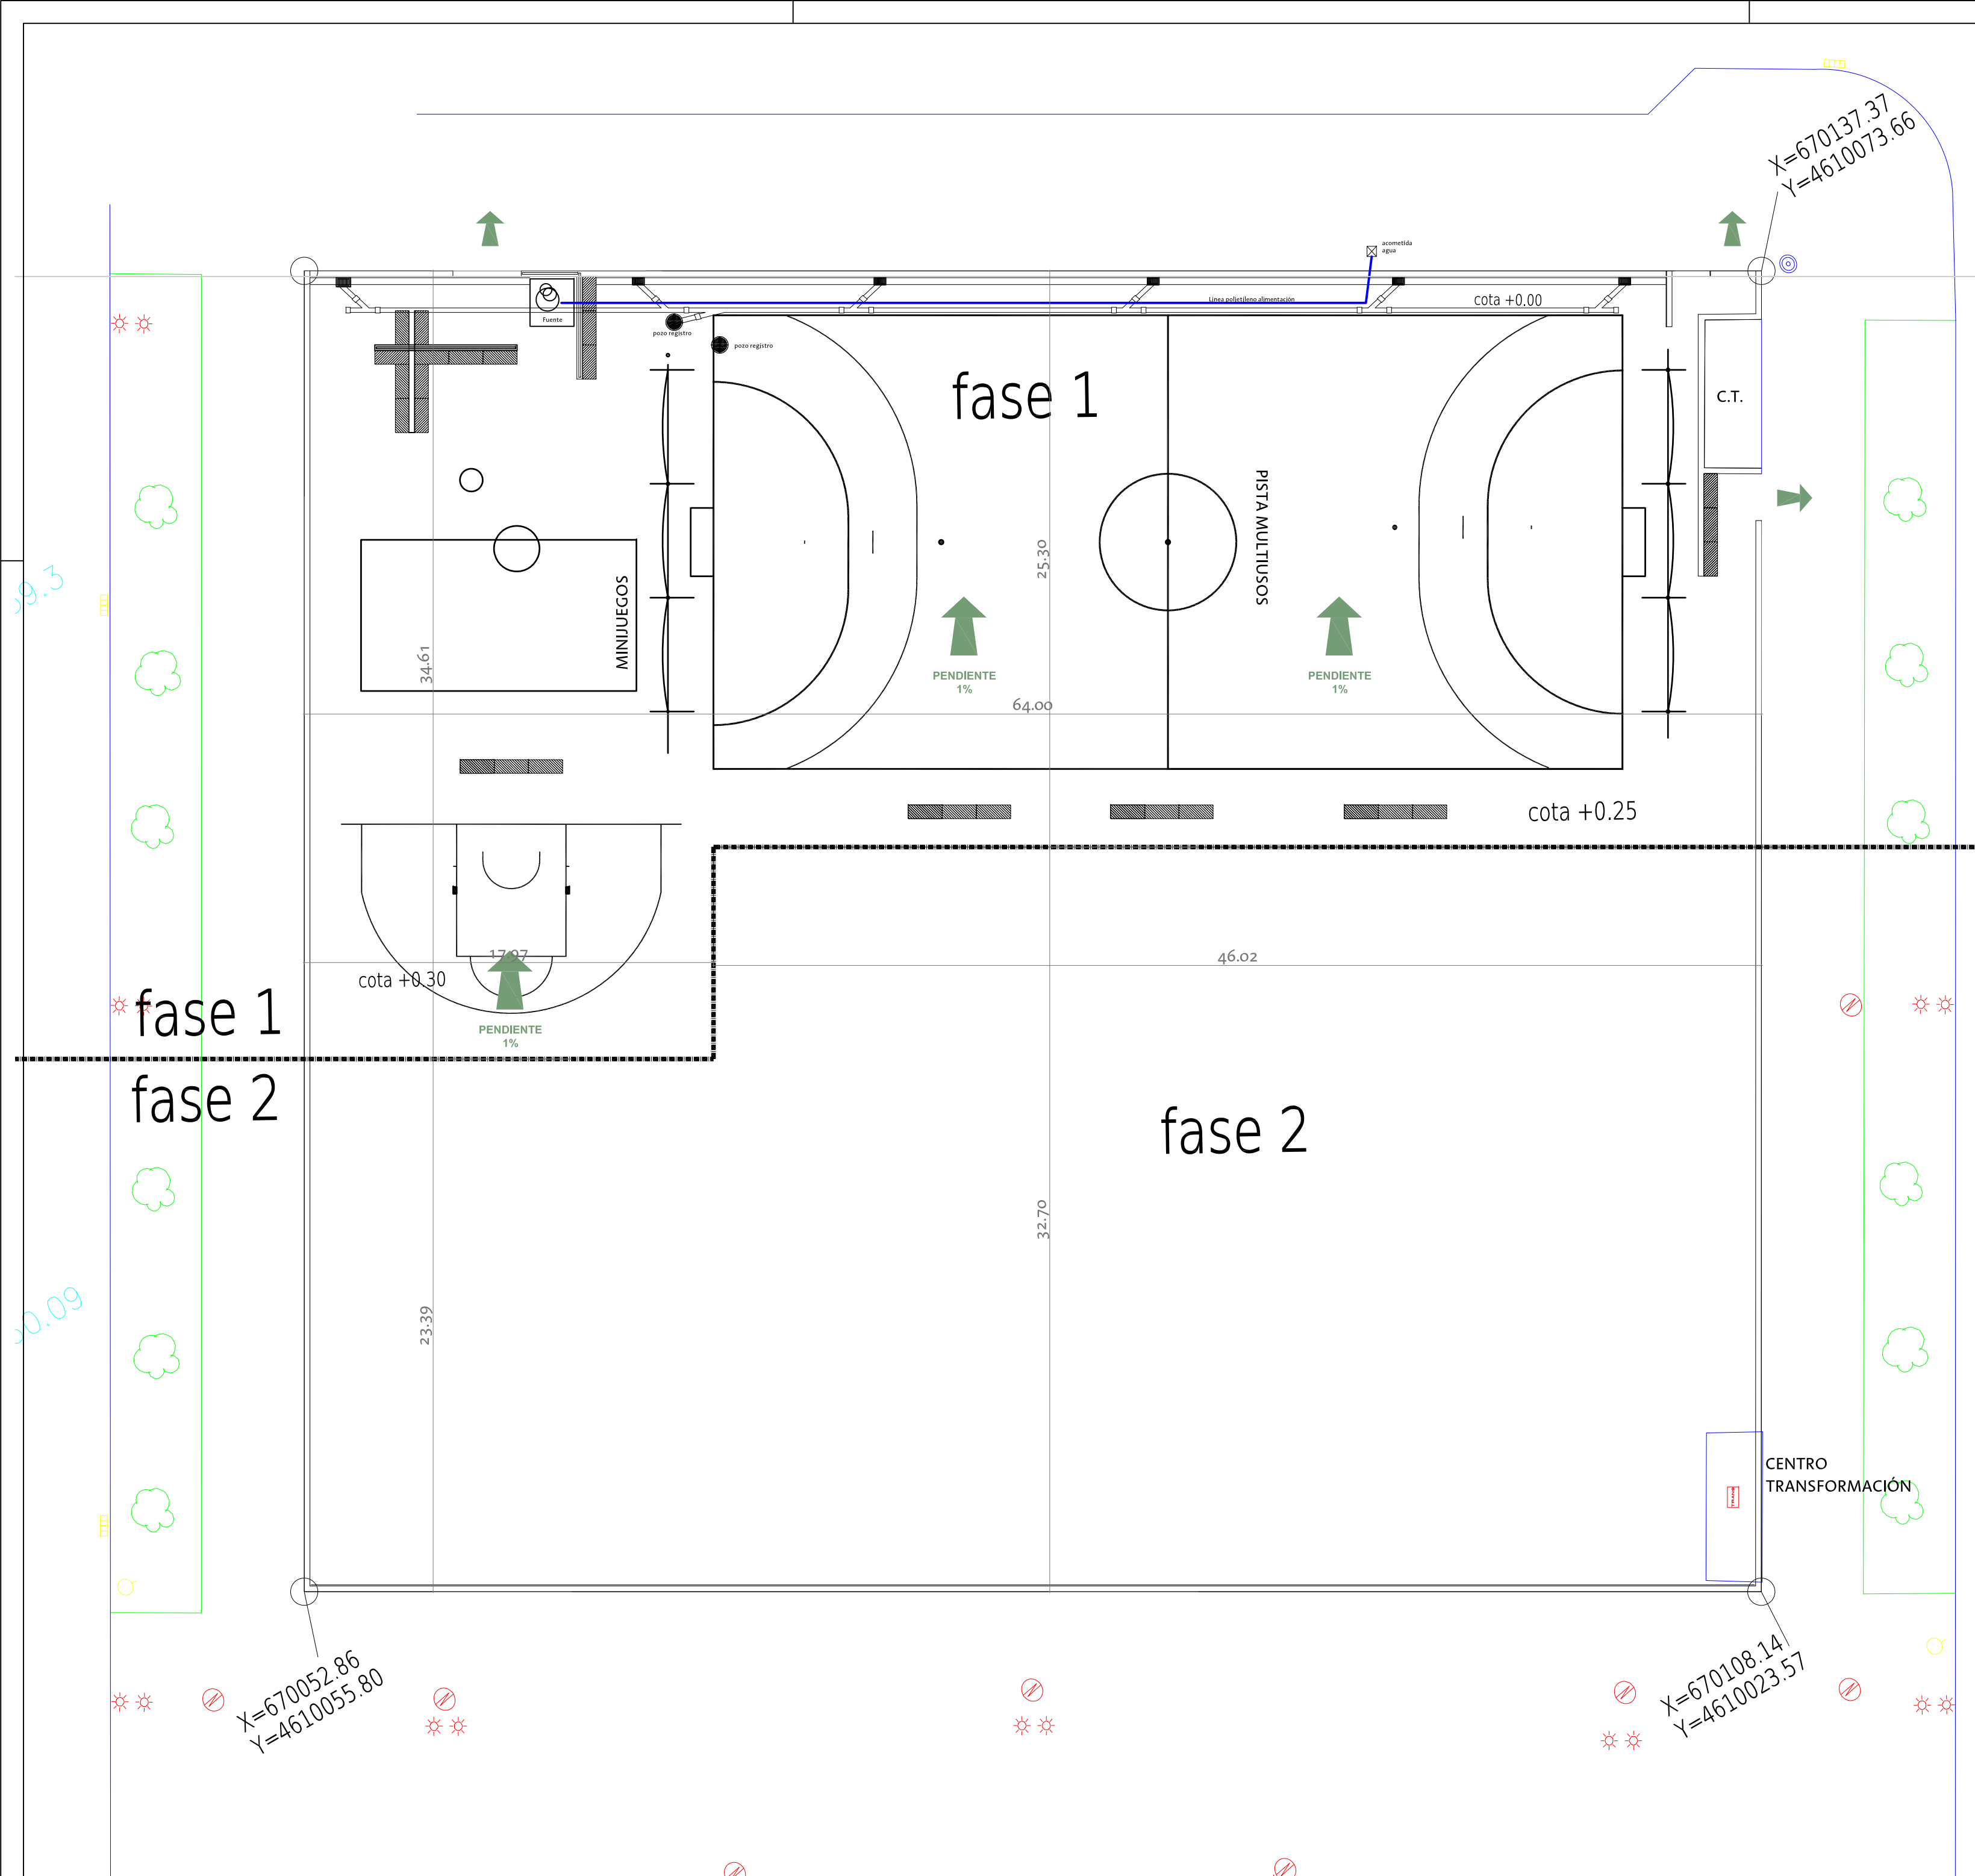 X=670137.37
Y=4610073.66
acometida
agua
Línea polietileno alimentación
cota +0.00
Fuente
pozo registro
pozo registro
fase 1
C.T.
PISTA MULTIUSOS
MINIJUEGOS
25.30
34.61
PENDIENTE
1%
PENDIENTE
1%
64.00
cota +0.25
17.97
46.02
cota +0.30
fase 1
PENDIENTE
1%
fase 2
fase 2
32.70
23.39
CENTRO
TRANSFORMACIÓN
X=670052.86
Y=4610055.80
X=670108.14
Y=4610023.57